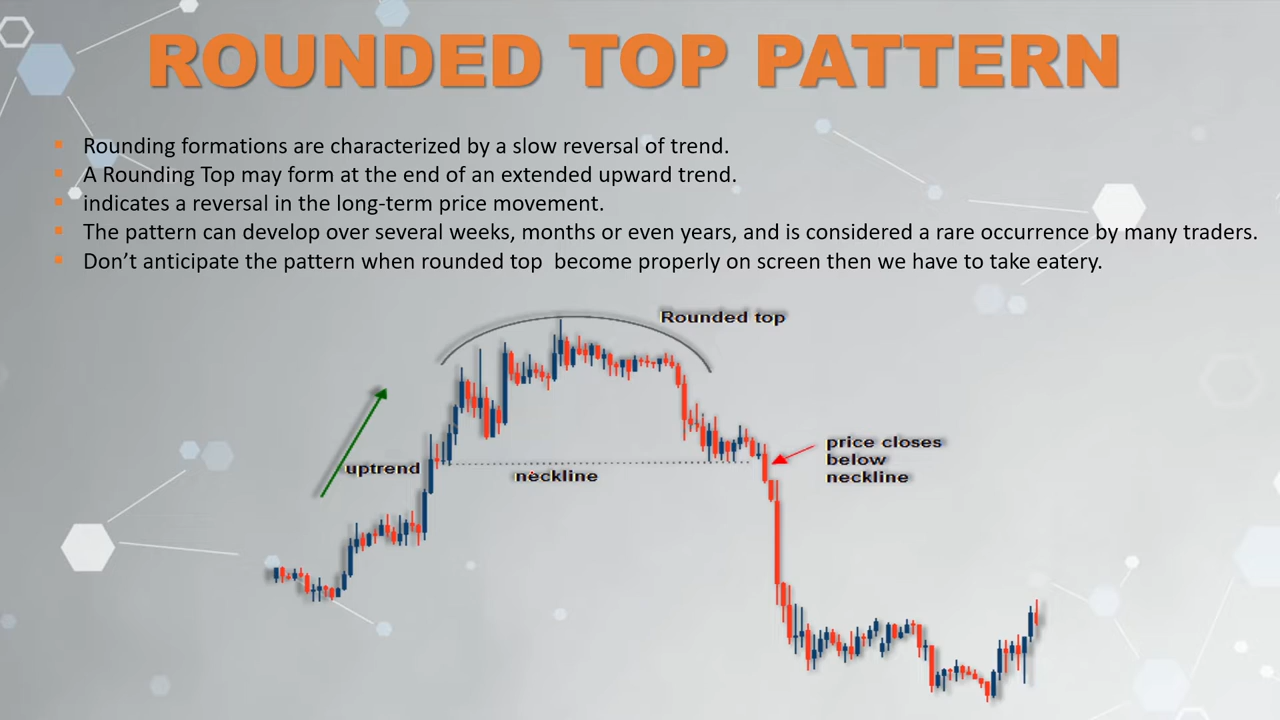 ROUNDED TOP PATTERN
Rounding formations are characterized by a slow reversal of trend.
A Rounding Top may form at the end of an extended upward trend.
indicates a reversal in the long-term price movement.
The pattern can develop over several weeks, months or even years, and is considered a rare occurrence by many traders.
Don’t anticipate the pattern when rounded top  become properly on screen then we have to take eatery.
Rounded top
uptrend
neckline
price closes
below
neckline